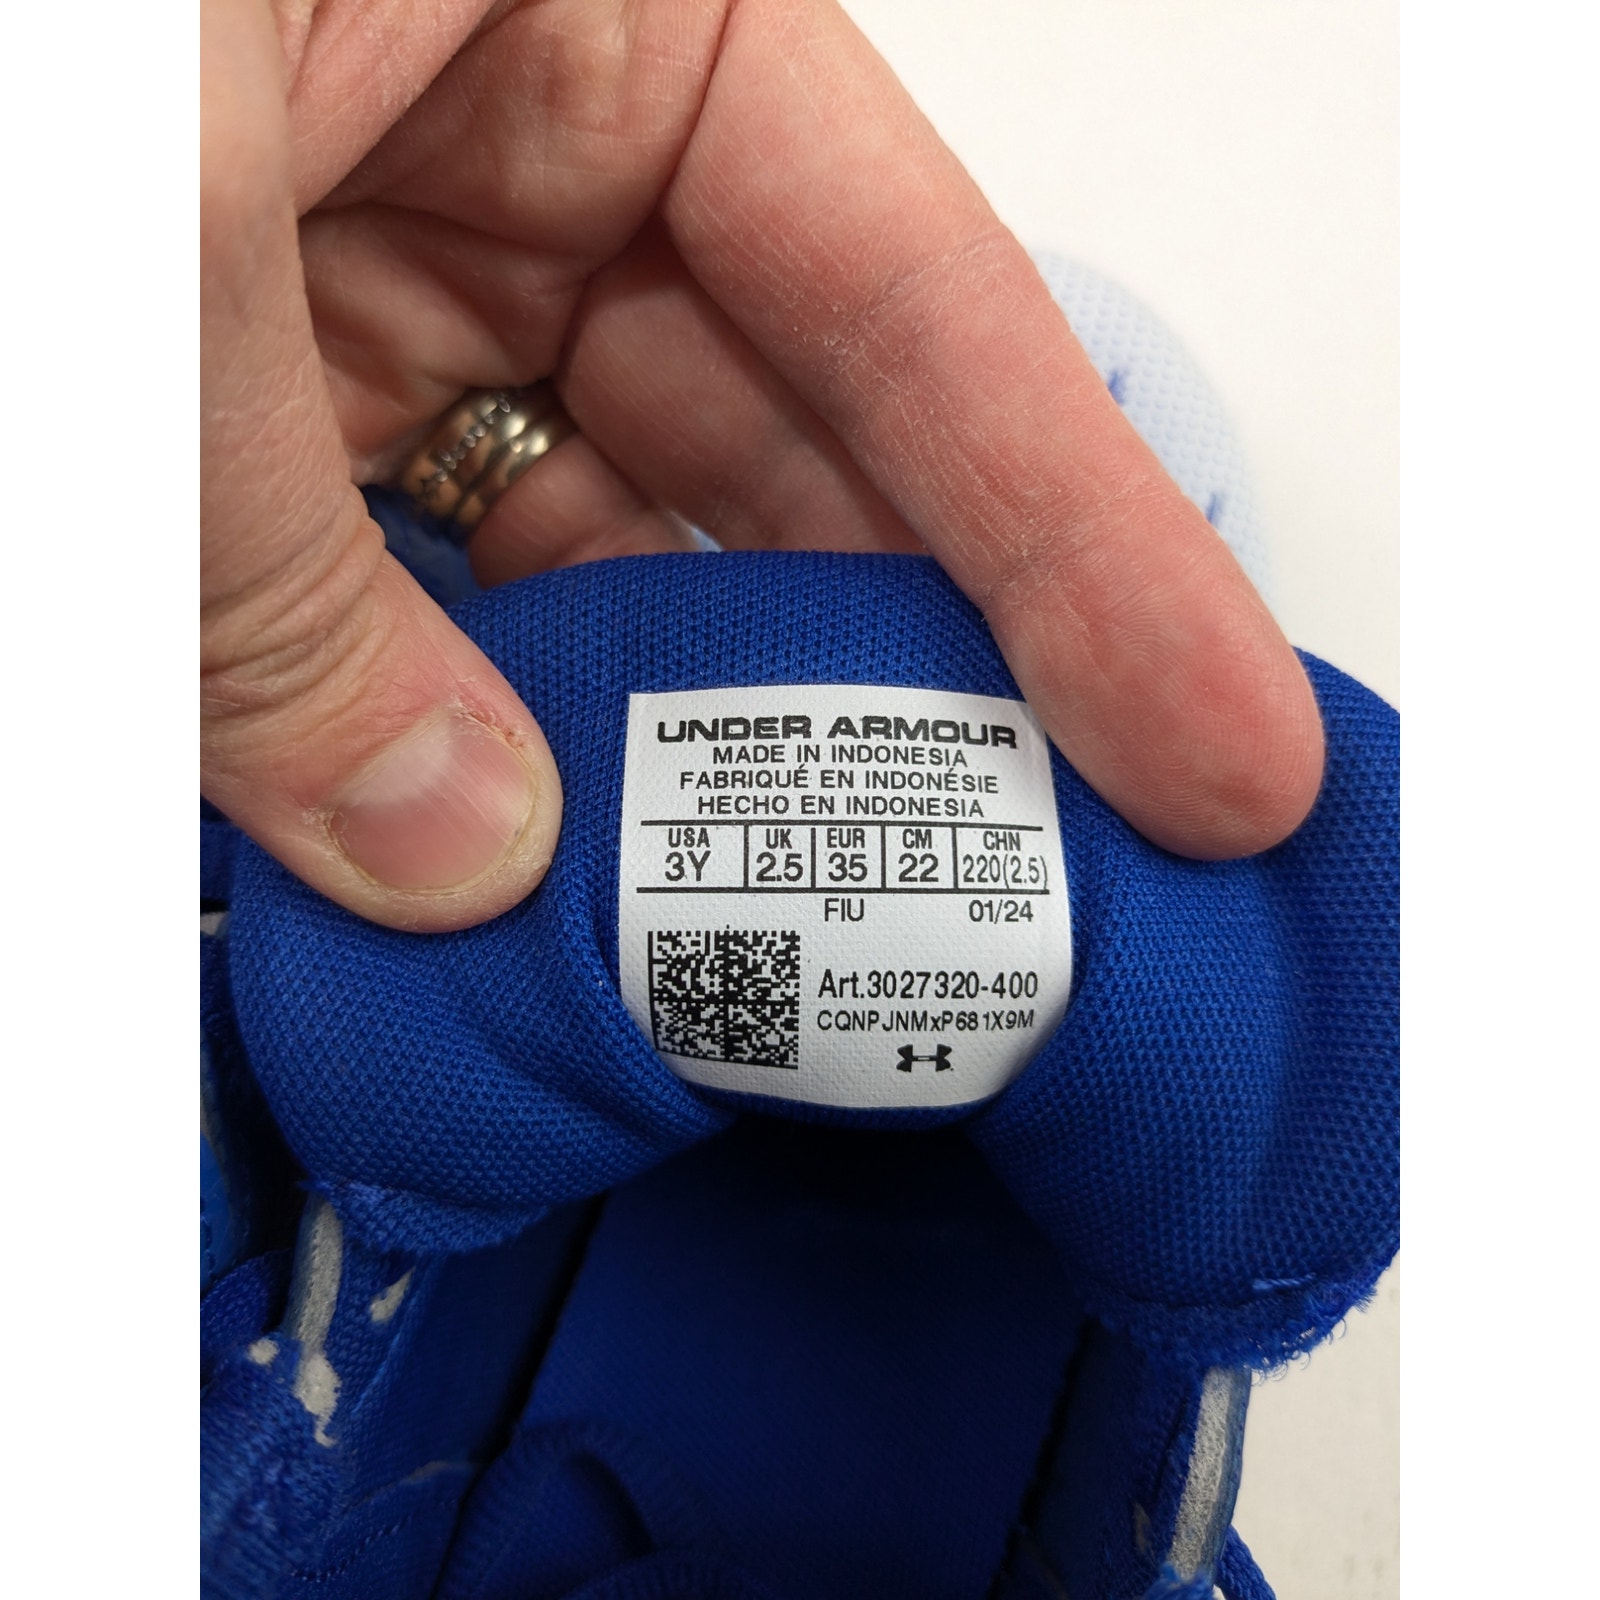 UNDER ARMOUR
MADE IN INDONESIA
FABRIQUÉ EN INDONÉSIE
HECHO EN INDONESIA
USA UK EUR CM CHN
3Y 2.5 35 22 220(2.5)
FIU 01/24
Art.3027320-400
CQNPJNMxP681X9M